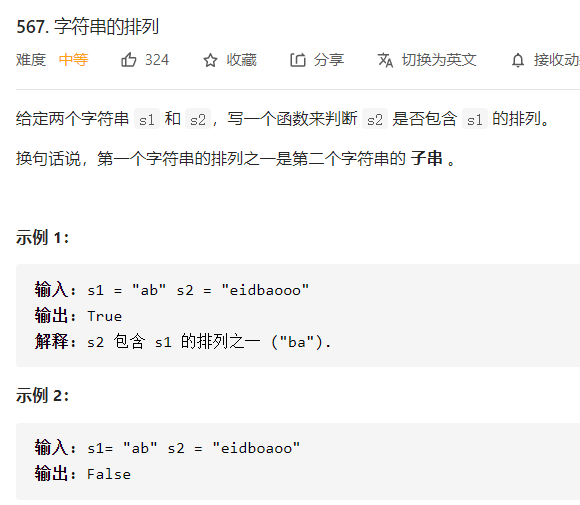 567. 字符串的排列
难度 中等 324 收藏 分享 切换为英文 接收动
给定两个字符串 s1 和 s2，写一个函数来判断 s2 是否包含 s1 的排列。
换句话说，第一个字符串的排列之一是第二个字符串的 子串 。
示例 1：
输入：s1 = "ab" s2 = "eidbaooo"
输出：True
解释：s2 包含 s1 的排列之一 ("ba").
示例 2：
输入：s1= "ab" s2 = "eidboaoo"
输出：False